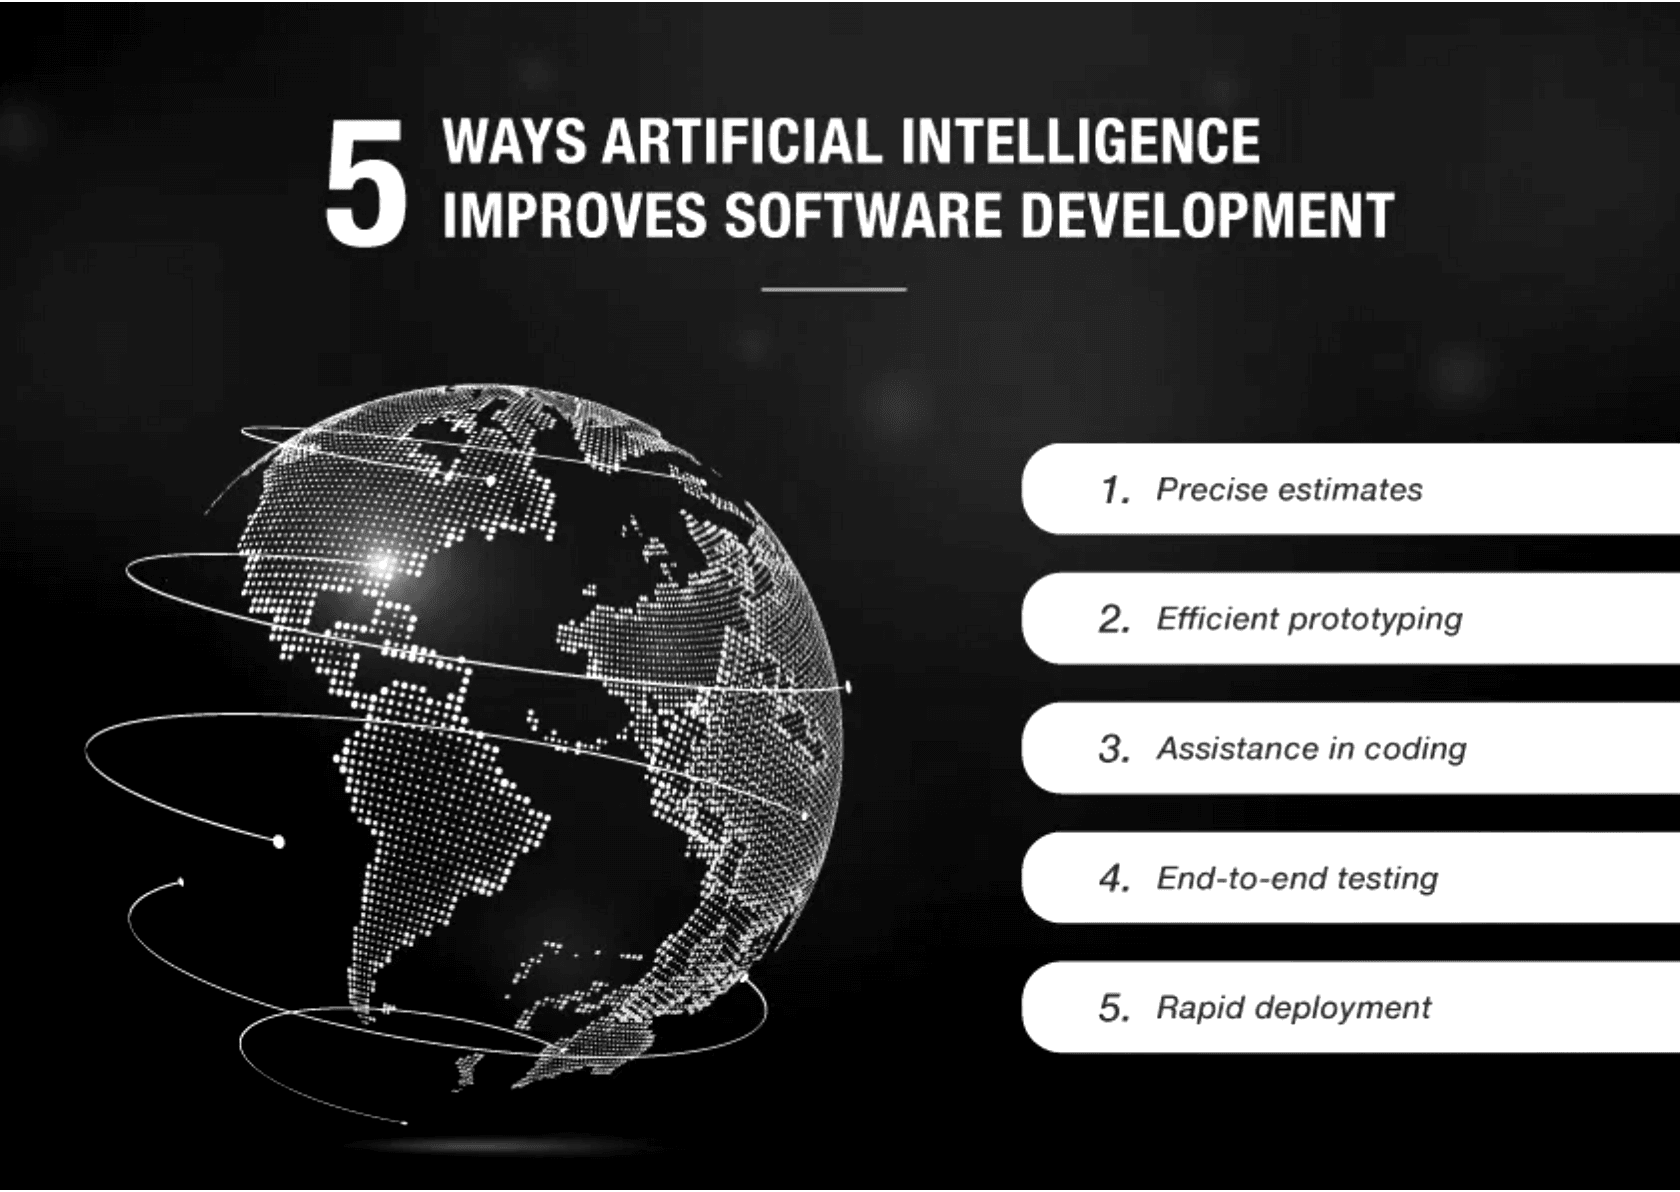 5 WAYS ARTIFICIAL INTELLIGENCE
IMPROVES SOFTWARE DEVELOPMENT
1. Precise estimates
2. Efficient prototyping
3. Assistance in coding
4. End-to-end testing
5. Rapid deployment